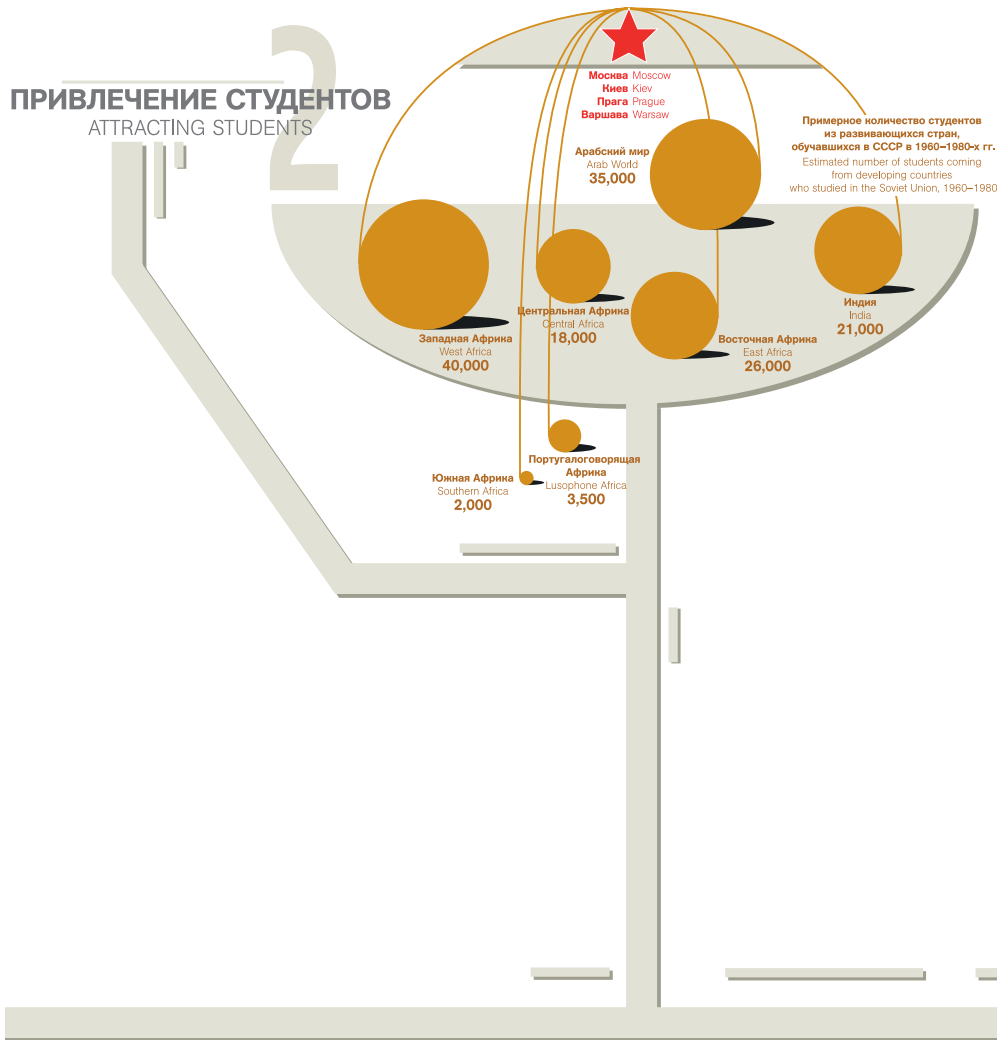 2
ПРИВЛЕЧЕНИЕ СТУДЕНТОВ
ATTRACTING STUDENTS
Москва Moscow
Киев Kiev
Прага Prague
Варшава Warsaw
Примерное количество студентов
из развивающихся стран,
обучавшихся в СССР в 1960–1980-х гг.
Estimated number of students coming
from developing countries
who studied in the Soviet Union, 1960–1980
Арабский мир
Arab World
35,000
Западная Африка
West Africa
40,000
Центральная Африка
Central Africa
18,000
Восточная Африка
East Africa
26,000
Индия
India
21,000
Южная Африка
Southern Africa
2,000
Португалоговорящая
Африка
Lusophone Africa
3,500